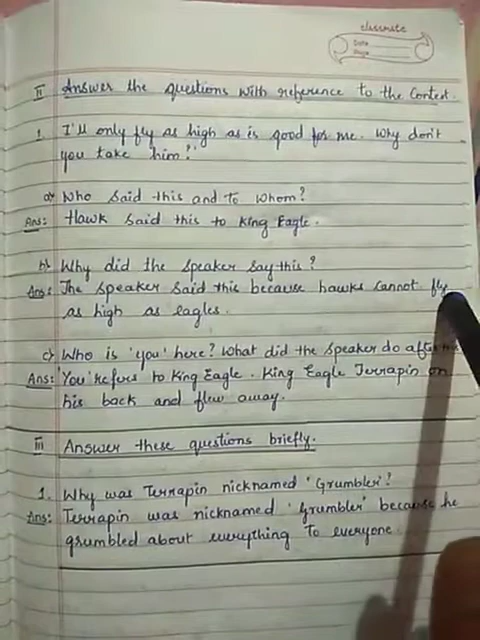 classmate
Date
Page
II Answer the questions with reference to the Context.
1. I'll only fly as high as is good for me. Why don't
you take him?'
a) Who said this and to whom?
Ans: Hawk said this to King Eagle.
b) Why did the speaker say this?
Ans: The speaker said this because hawks cannot fly
as high as eagles.
c) Who is 'you' here? What did the speaker do after
Ans: 'You' refers to King Eagle. King Eagle Terrapin on
his back and flew away.
III Answer these questions briefly.
1. Why was Terrapin nicknamed 'Grumbler'?
Ans: Terrapin was nicknamed 'Grumbler' because he
grumbled about everything to everyone.